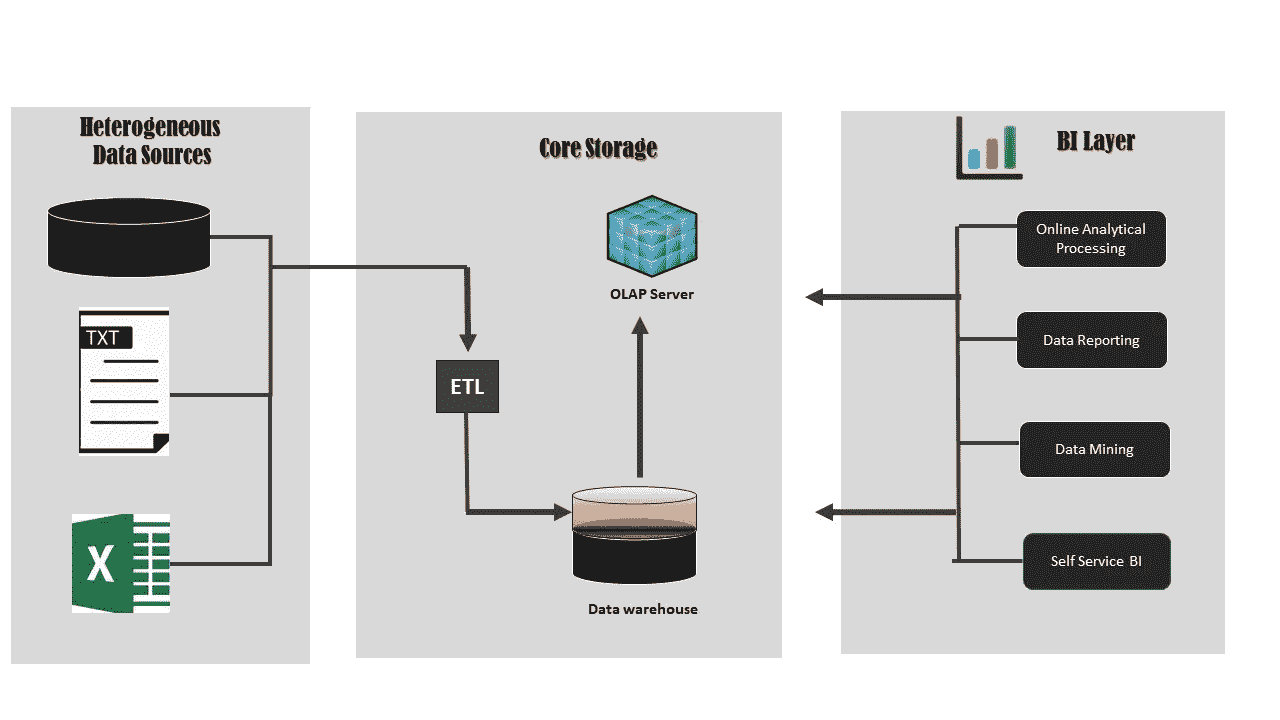 Heterogeneous
Data Sources
TXT
X
Core Storage
OLAP Server
ETL
Data warehouse
BI Layer
Online Analytical
Processing
Data Reporting
Data Mining
Self Service BI